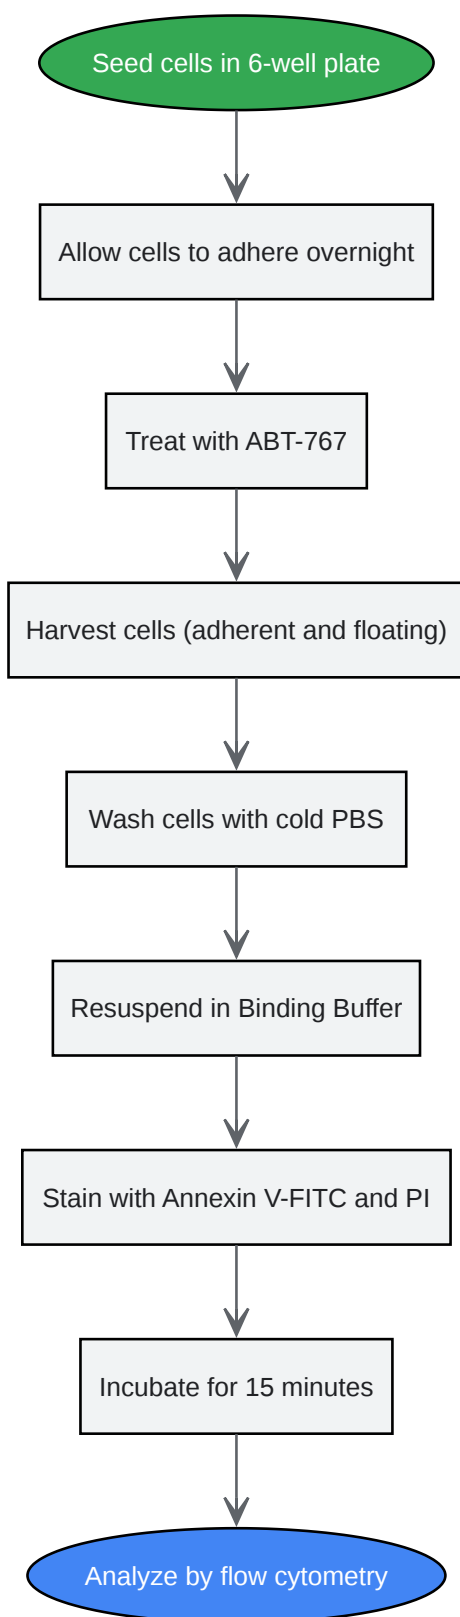 Seed cells in 6-well plate
Allow cells to adhere overnight
Treat with ABT-767
Harvest cells (adherent and floating)
Wash cells with cold PBS
Resuspend in Binding Buffer
Stain with Annexin V-FITC and PI
Incubate for 15 minutes
Analyze by flow cytometry